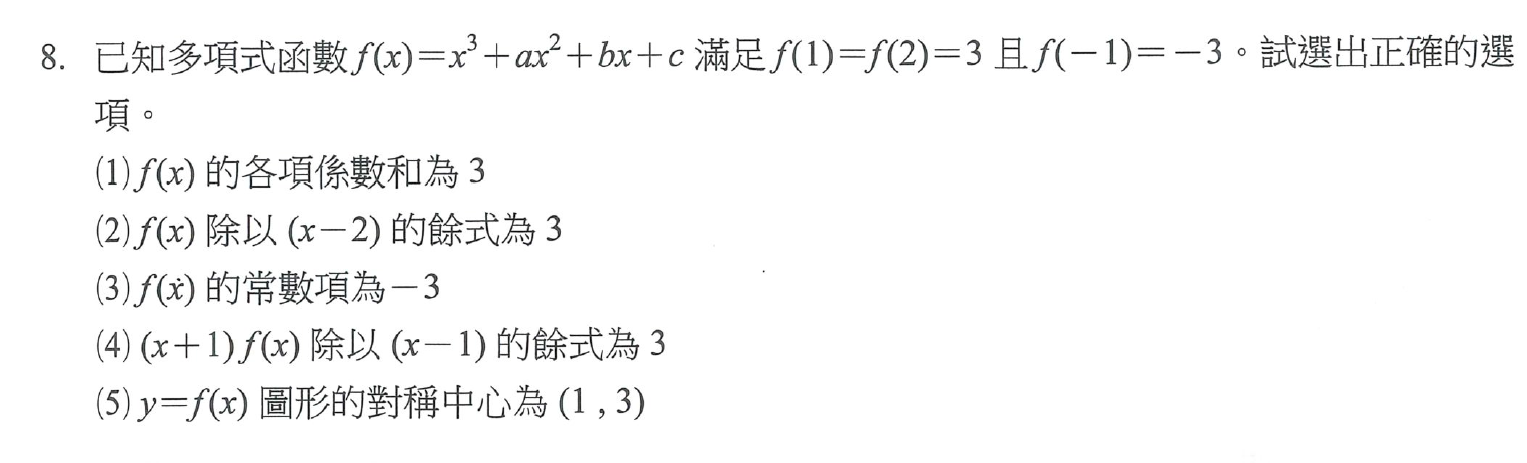 8. 已知多項式函數 f(x)=x³+ax²+bx+c 滿足 f(1)=f(2)=3 且 f(−1)=−3。試選出正確的選
項。
(1) f(x) 的各項係數和為 3
(2) f(x) 除以 (x−2) 的餘式為 3
(3) f(x) 的常數項為 −3
(4) (x+1)f(x) 除以 (x−1) 的餘式為 3
(5) y=f(x) 圖形的對稱中心為 (1 , 3)